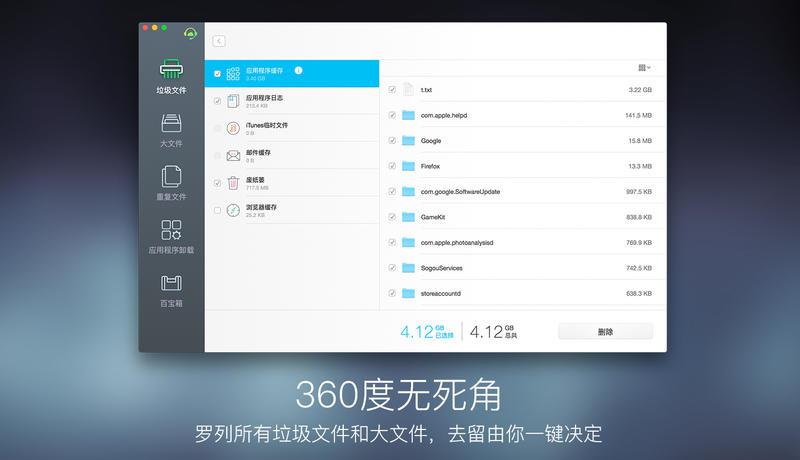 垃圾文件
大文件
重复文件
应用程序卸载
百宝箱
应用程序缓存
3.40 GB
应用程序日志
213.4 KB
iTunes临时文件
0 B
邮件缓存
0 B
废纸篓
717.5 MB
浏览器缓存
25.2 KB
t.txt 3.22 GB
com.apple.helpd 141.5 MB
Google 15.8 MB
Firefox 13.3 MB
com.google.SoftwareUpdate 997.5 KB
GameKit 838.8 KB
com.apple.photoanalysisd 769.9 KB
SogouServices 742.5 KB
storeaccountd 638.3 KB
4.12 GB 已选择 4.12 GB 总共
删除
360度无死角
罗列所有垃圾文件和大文件，去留由你一键决定